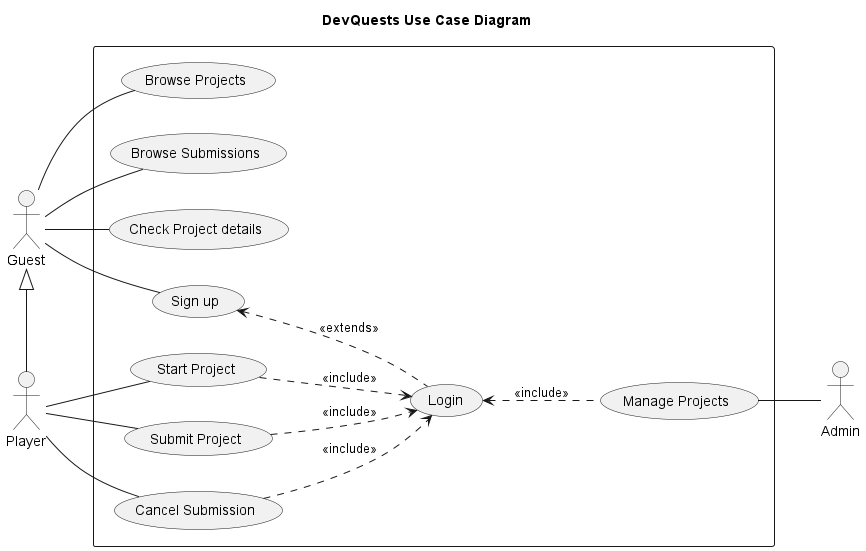 DevQuests Use Case Diagram
Browse Projects
Browse Submissions
Check Project details
Guest
Sign up
«extends»
Start Project
«include»
Login
«include»
Manage Projects
Admin
Player
Submit Project
«include»
«include»
Cancel Submission